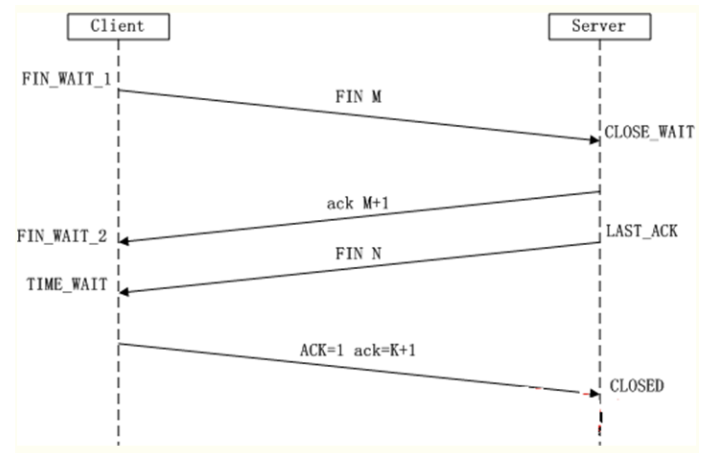 Client
Server
FIN_WAIT_1
FIN M
CLOSE_WAIT
ack M+1
FIN_WAIT_2
LAST_ACK
FIN N
TIME_WAIT
ACK=1 ack=K+1
CLOSED